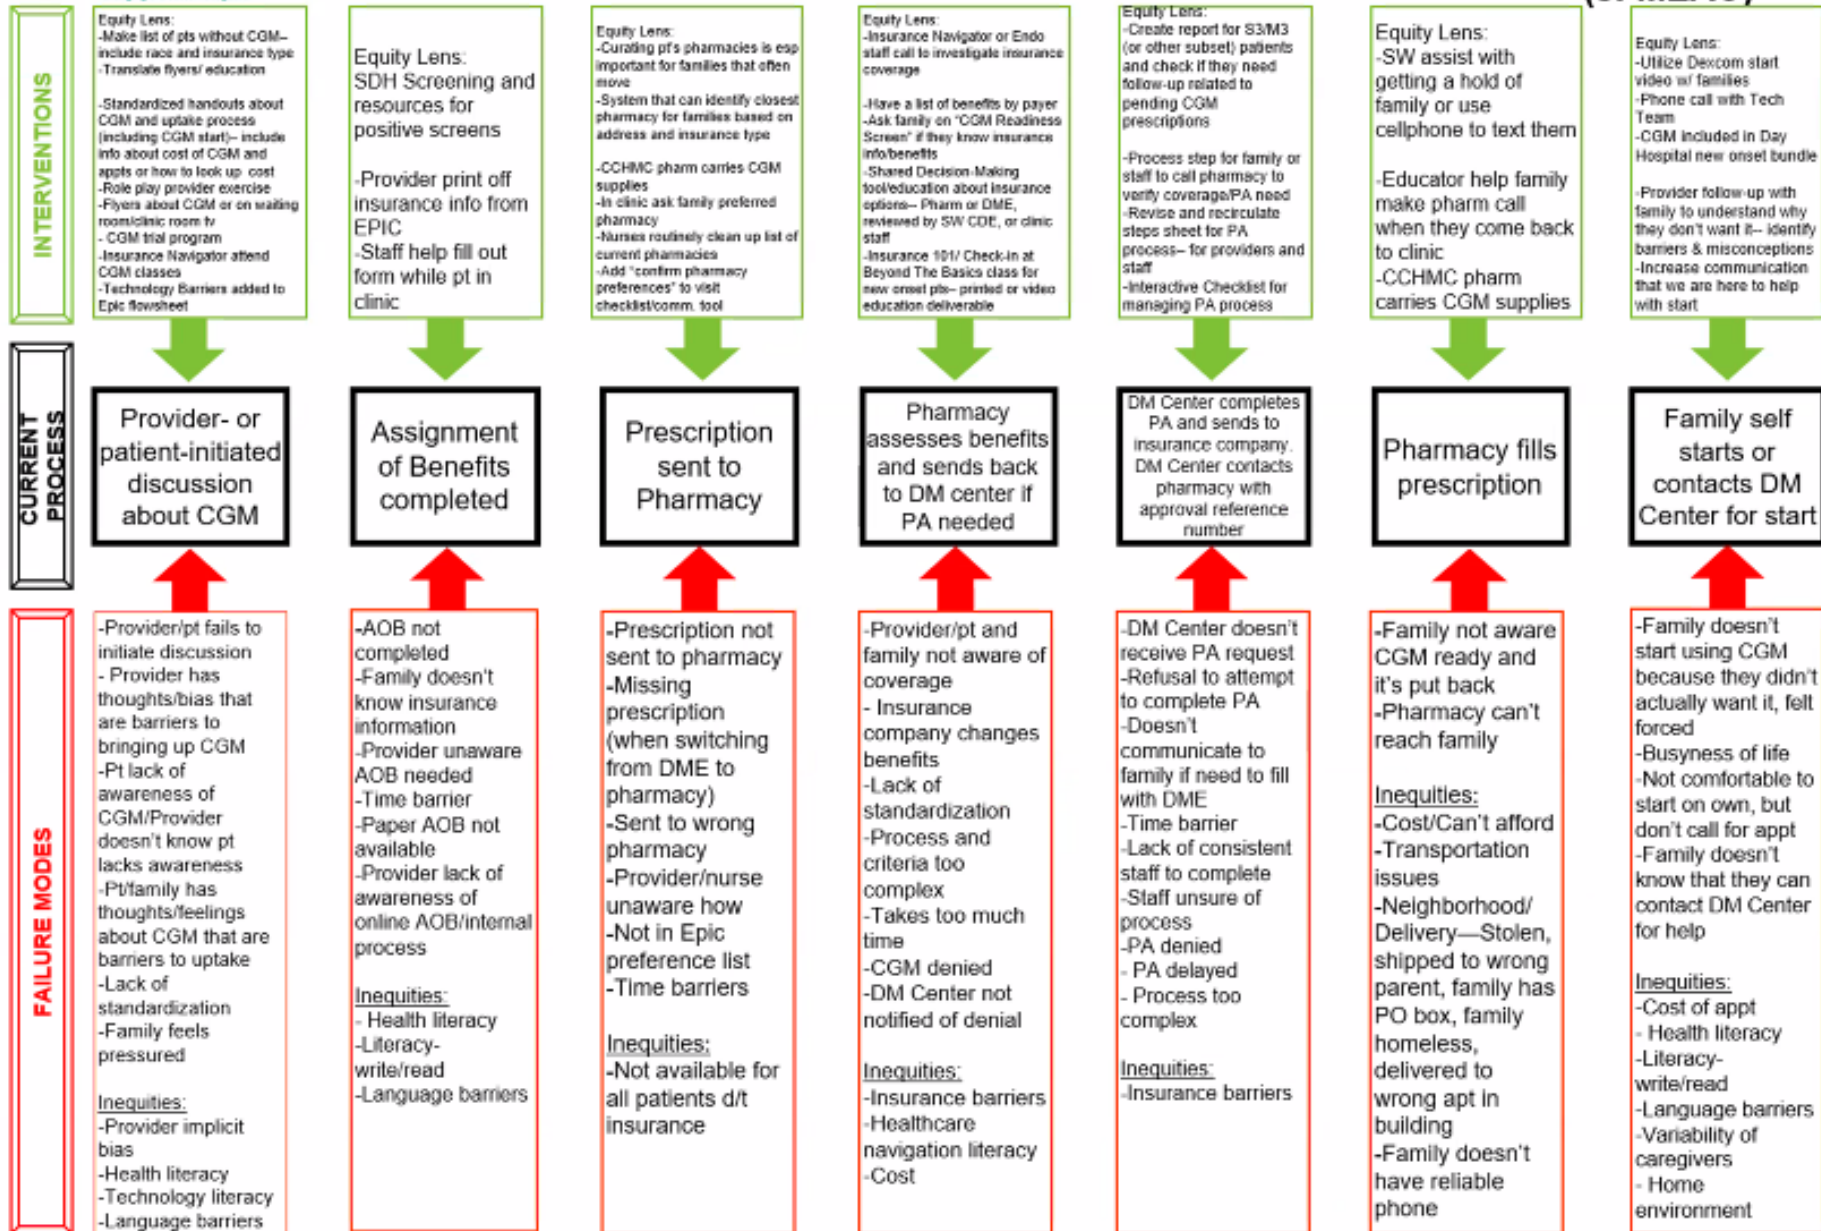 INTERVENTIONS
Equity Lens:
-Make list of pts without CGM–
include race and insurance type
-Translate flyers/ education
-Standardized handouts about
CGM and uptake process
(including CGM start)– include
info about cost of CGM and
appts or how to look up cost
-Role play provider exercise
-Flyers about CGM or on waiting
room/clinic room tv
- CGM trial program
-Insurance Navigator attend
CGM classes
-Technology Barriers added to
Epic flowsheet
Equity Lens:
SDH Screening and
resources for
positive screens
-Provider print off
insurance info from
EPIC
-Staff help fill out
form while pt in
clinic
Equity Lens:
-Curating pt's pharmacies is esp
important for families that often
move
-System that can identify closest
pharmacy for families based on
address and insurance type
-CCHMC pharm carries CGM
supplies
-In clinic ask family preferred
pharmacy
-Nurses routinely clean up list of
current pharmacies
-Add "confirm pharmacy
preferences" to visit
checklist/comm. tool
Equity Lens:
-Insurance Navigator or Endo
staff call to investigate insurance
coverage
-Have a list of benefits by payer
-Ask family on "CGM Readiness
Screen" if they know insurance
info/benefits
-Shared Decision-Making
tool/education about insurance
options– Pharm or DME,
reviewed by SW CDE, or clinic
staff
-Insurance 101/ Check-in at
Beyond The Basics class for
new onset pts– printed or video
education deliverable
Equity Lens:
-Create report for S3/M3
(or other subset) patients
and check if they need
follow-up related to
pending CGM
prescriptions
-Process step for family or
staff to call pharmacy to
verify coverage/PA need
-Revise and recirculate
steps sheet for PA
process– for providers and
staff
-Interactive Checklist for
managing PA process
Equity Lens:
-SW assist with
getting a hold of
family or use
cellphone to text them
-Educator help family
make pharm call
when they come back
to clinic
-CCHMC pharm
carries CGM supplies
Equity Lens:
-Utilize Dexcom start
video w/ families
-Phone call with Tech
Team
-CGM included in Day
Hospital new onset bundle
-Provider follow-up with
family to understand why
they don't want it– identify
barriers & misconceptions
-Increase communication
that we are here to help
with start
CURRENT
PROCESS
Provider- or
patient-initiated
discussion
about CGM
Assignment
of Benefits
completed
Prescription
sent to
Pharmacy
Pharmacy
assesses benefits
and sends back
to DM center if
PA needed
DM Center completes
PA and sends to
insurance company.
DM Center contacts
pharmacy with
approval reference
number
Pharmacy fills
prescription
Family self
starts or
contacts DM
Center for start
FAILURE MODES
-Provider/pt fails to
initiate discussion
- Provider has
thoughts/bias that
are barriers to
bringing up CGM
-Pt lack of
awareness of
CGM/Provider
doesn't know pt
lacks awareness
-Pt/family has
thoughts/feelings
about CGM that are
barriers to uptake
-Lack of
standardization
-Family feels
pressured
Inequities:
-Provider implicit
bias
-Health literacy
-Technology literacy
-Language barriers
-AOB not
completed
-Family doesn't
know insurance
information
-Provider unaware
AOB needed
-Time barrier
-Paper AOB not
available
-Provider lack of
awareness of
online AOB/internal
process
Inequities:
- Health literacy
-Literacy-
write/read
-Language barriers
-Prescription not
sent to pharmacy
-Missing
prescription
(when switching
from DME to
pharmacy)
-Sent to wrong
pharmacy
-Provider/nurse
unaware how
-Not in Epic
preference list
-Time barriers
Inequities:
-Not available for
all patients d/t
insurance
-Provider/pt and
family not aware of
coverage
- Insurance
company changes
benefits
-Lack of
standardization
-Process and
criteria too
complex
-Takes too much
time
-CGM denied
-DM Center not
notified of denial
Inequities:
-Insurance barriers
-Healthcare
navigation literacy
-Cost
-DM Center doesn't
receive PA request
-Refusal to attempt
to complete PA
-Doesn't
communicate to
family if need to fill
with DME
-Time barrier
-Lack of consistent
staff to complete
-Staff unsure of
process
-PA denied
- PA delayed
- Process too
complex
Inequities:
-Insurance barriers
-Family not aware
CGM ready and
it's put back
-Pharmacy can't
reach family
Inequities:
-Cost/Can't afford
-Transportation
issues
-Neighborhood/
Delivery—Stolen,
shipped to wrong
parent, family has
PO box, family
homeless,
delivered to
wrong apt in
building
-Family doesn't
have reliable
phone
-Family doesn't
start using CGM
because they didn't
actually want it, felt
forced
-Busyness of life
-Not comfortable to
start on own, but
don't call for appt
-Family doesn't
know that they can
contact DM Center
for help
Inequities:
-Cost of appt
- Health literacy
-Literacy-
write/read
-Language barriers
-Variability of
caregivers
- Home
environment